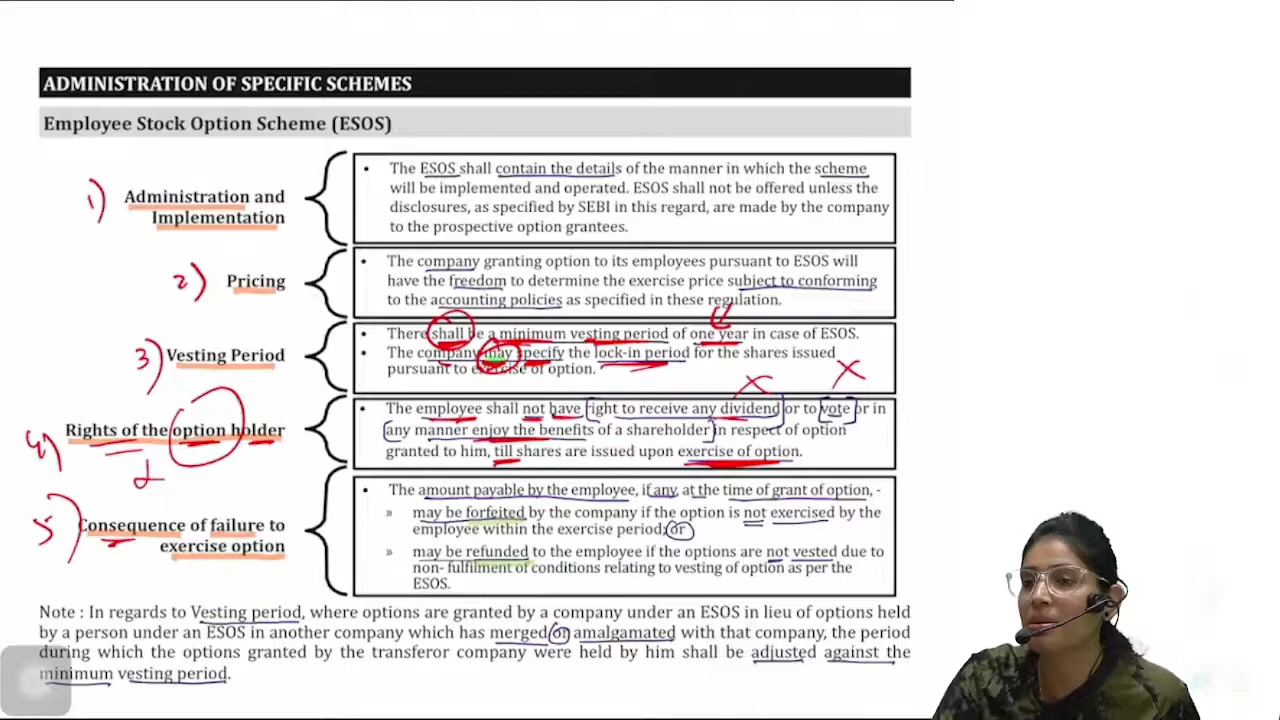 ADMINISTRATION OF SPECIFIC SCHEMES
Employee Stock Option Scheme (ESOS)
1)
Administration and
Implementation
• The ESOS shall contain the details of the manner in which the scheme
will be implemented and operated. ESOS shall not be offered unless the
disclosures, as specified by SEBI in this regard, are made by the company
to the prospective option grantees.
2)
Pricing
• The company granting option to its employees pursuant to ESOS will
have the freedom to determine the exercise price subject to conforming
to the accounting policies as specified in these regulation.
3)
Vesting Period
• There shall be a minimum vesting period of one year in case of ESOS.
• The company may specify the lock-in period for the shares issued
pursuant to exercise of option.
4)
Rights of the option holder
• The employee shall not have right to receive any dividend or to vote or in
any manner enjoy the benefits of a shareholder in respect of option
granted to him, till shares are issued upon exercise of option.
5)
Consequence of failure to
exercise option
• The amount payable by the employee, if any, at the time of grant of option, -
» may be forfeited by the company if the option is not exercised by the
employee within the exercise period; or
» may be refunded to the employee if the options are not vested due to
non- fulfilment of conditions relating to vesting of option as per the
ESOS.
Note : In regards to Vesting period, where options are granted by a company under an ESOS in lieu of options held
by a person under an ESOS in another company which has merged or amalgamated with that company, the period
during which the options granted by the transferor company were held by him shall be adjusted against the
minimum vesting period.